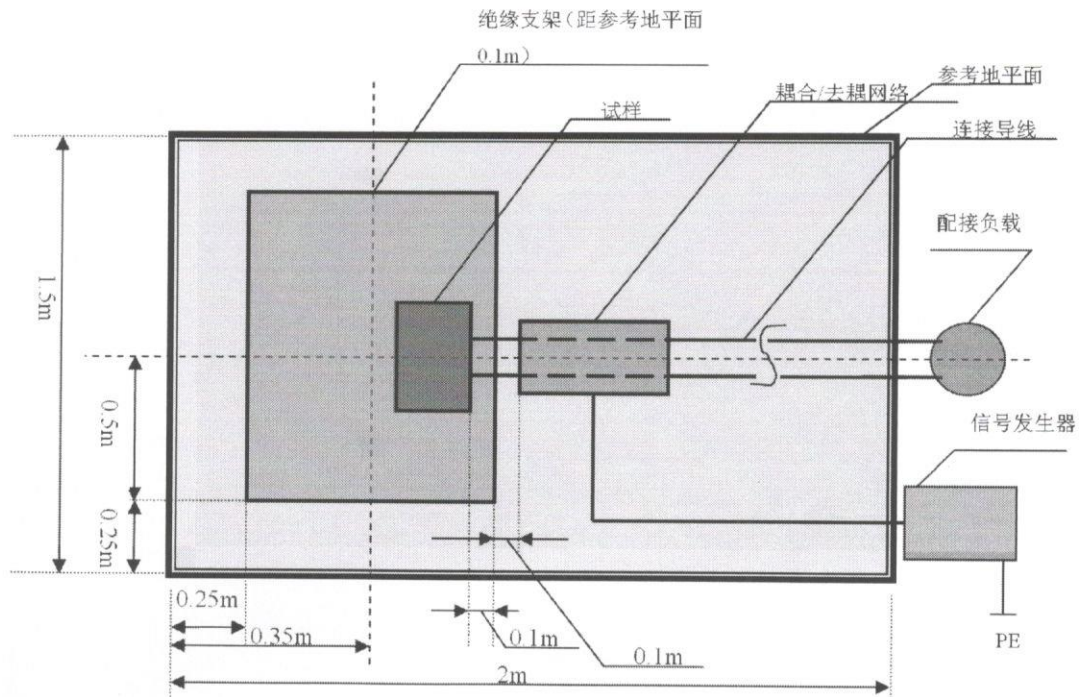 绝缘支架(距参考地平面
0.1m)
参考地平面
耦合/去耦网络
试样
连接导线
配接负载
1.5m
0.5m
信号发生器
0.25m
0.25m
0.35m
0.1m
0.1m
PE
2m